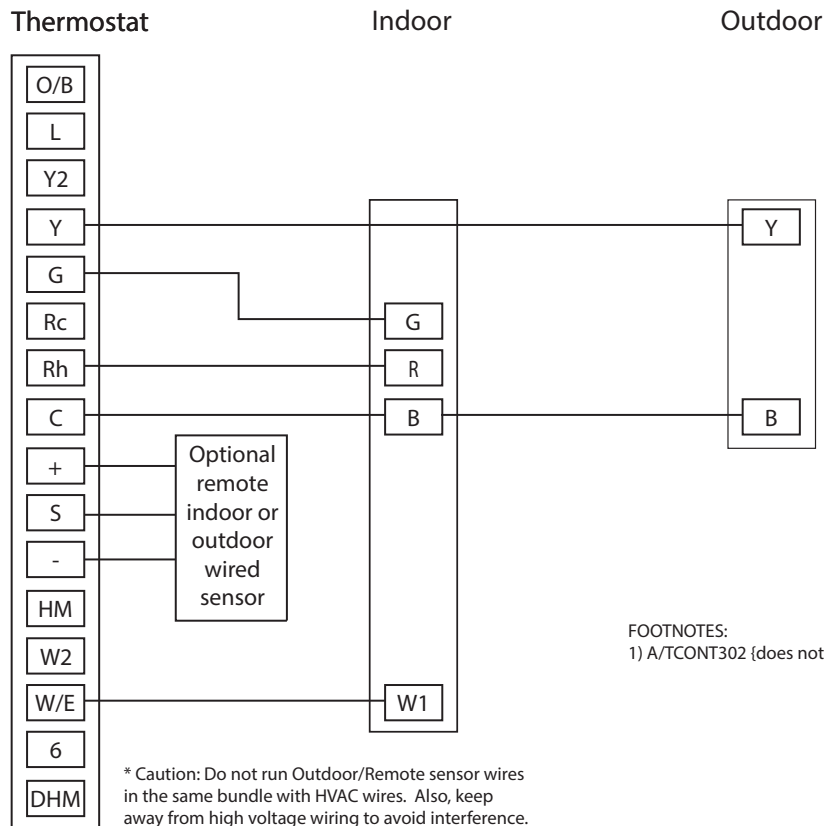 Thermostat
Indoor
Outdoor
O/B
L
Y2
Y
G
Rc
Rh
C
+
S
-
HM
W2
W/E
6
DHM
Optional
remote
indoor or
outdoor
wired
sensor
G
R
B
W1
Y
B
FOOTNOTES:
1) A/TCONT302 {does not
* Caution: Do not run Outdoor/Remote sensor wires
in the same bundle with HVAC wires. Also, keep
away from high voltage wiring to avoid interference.